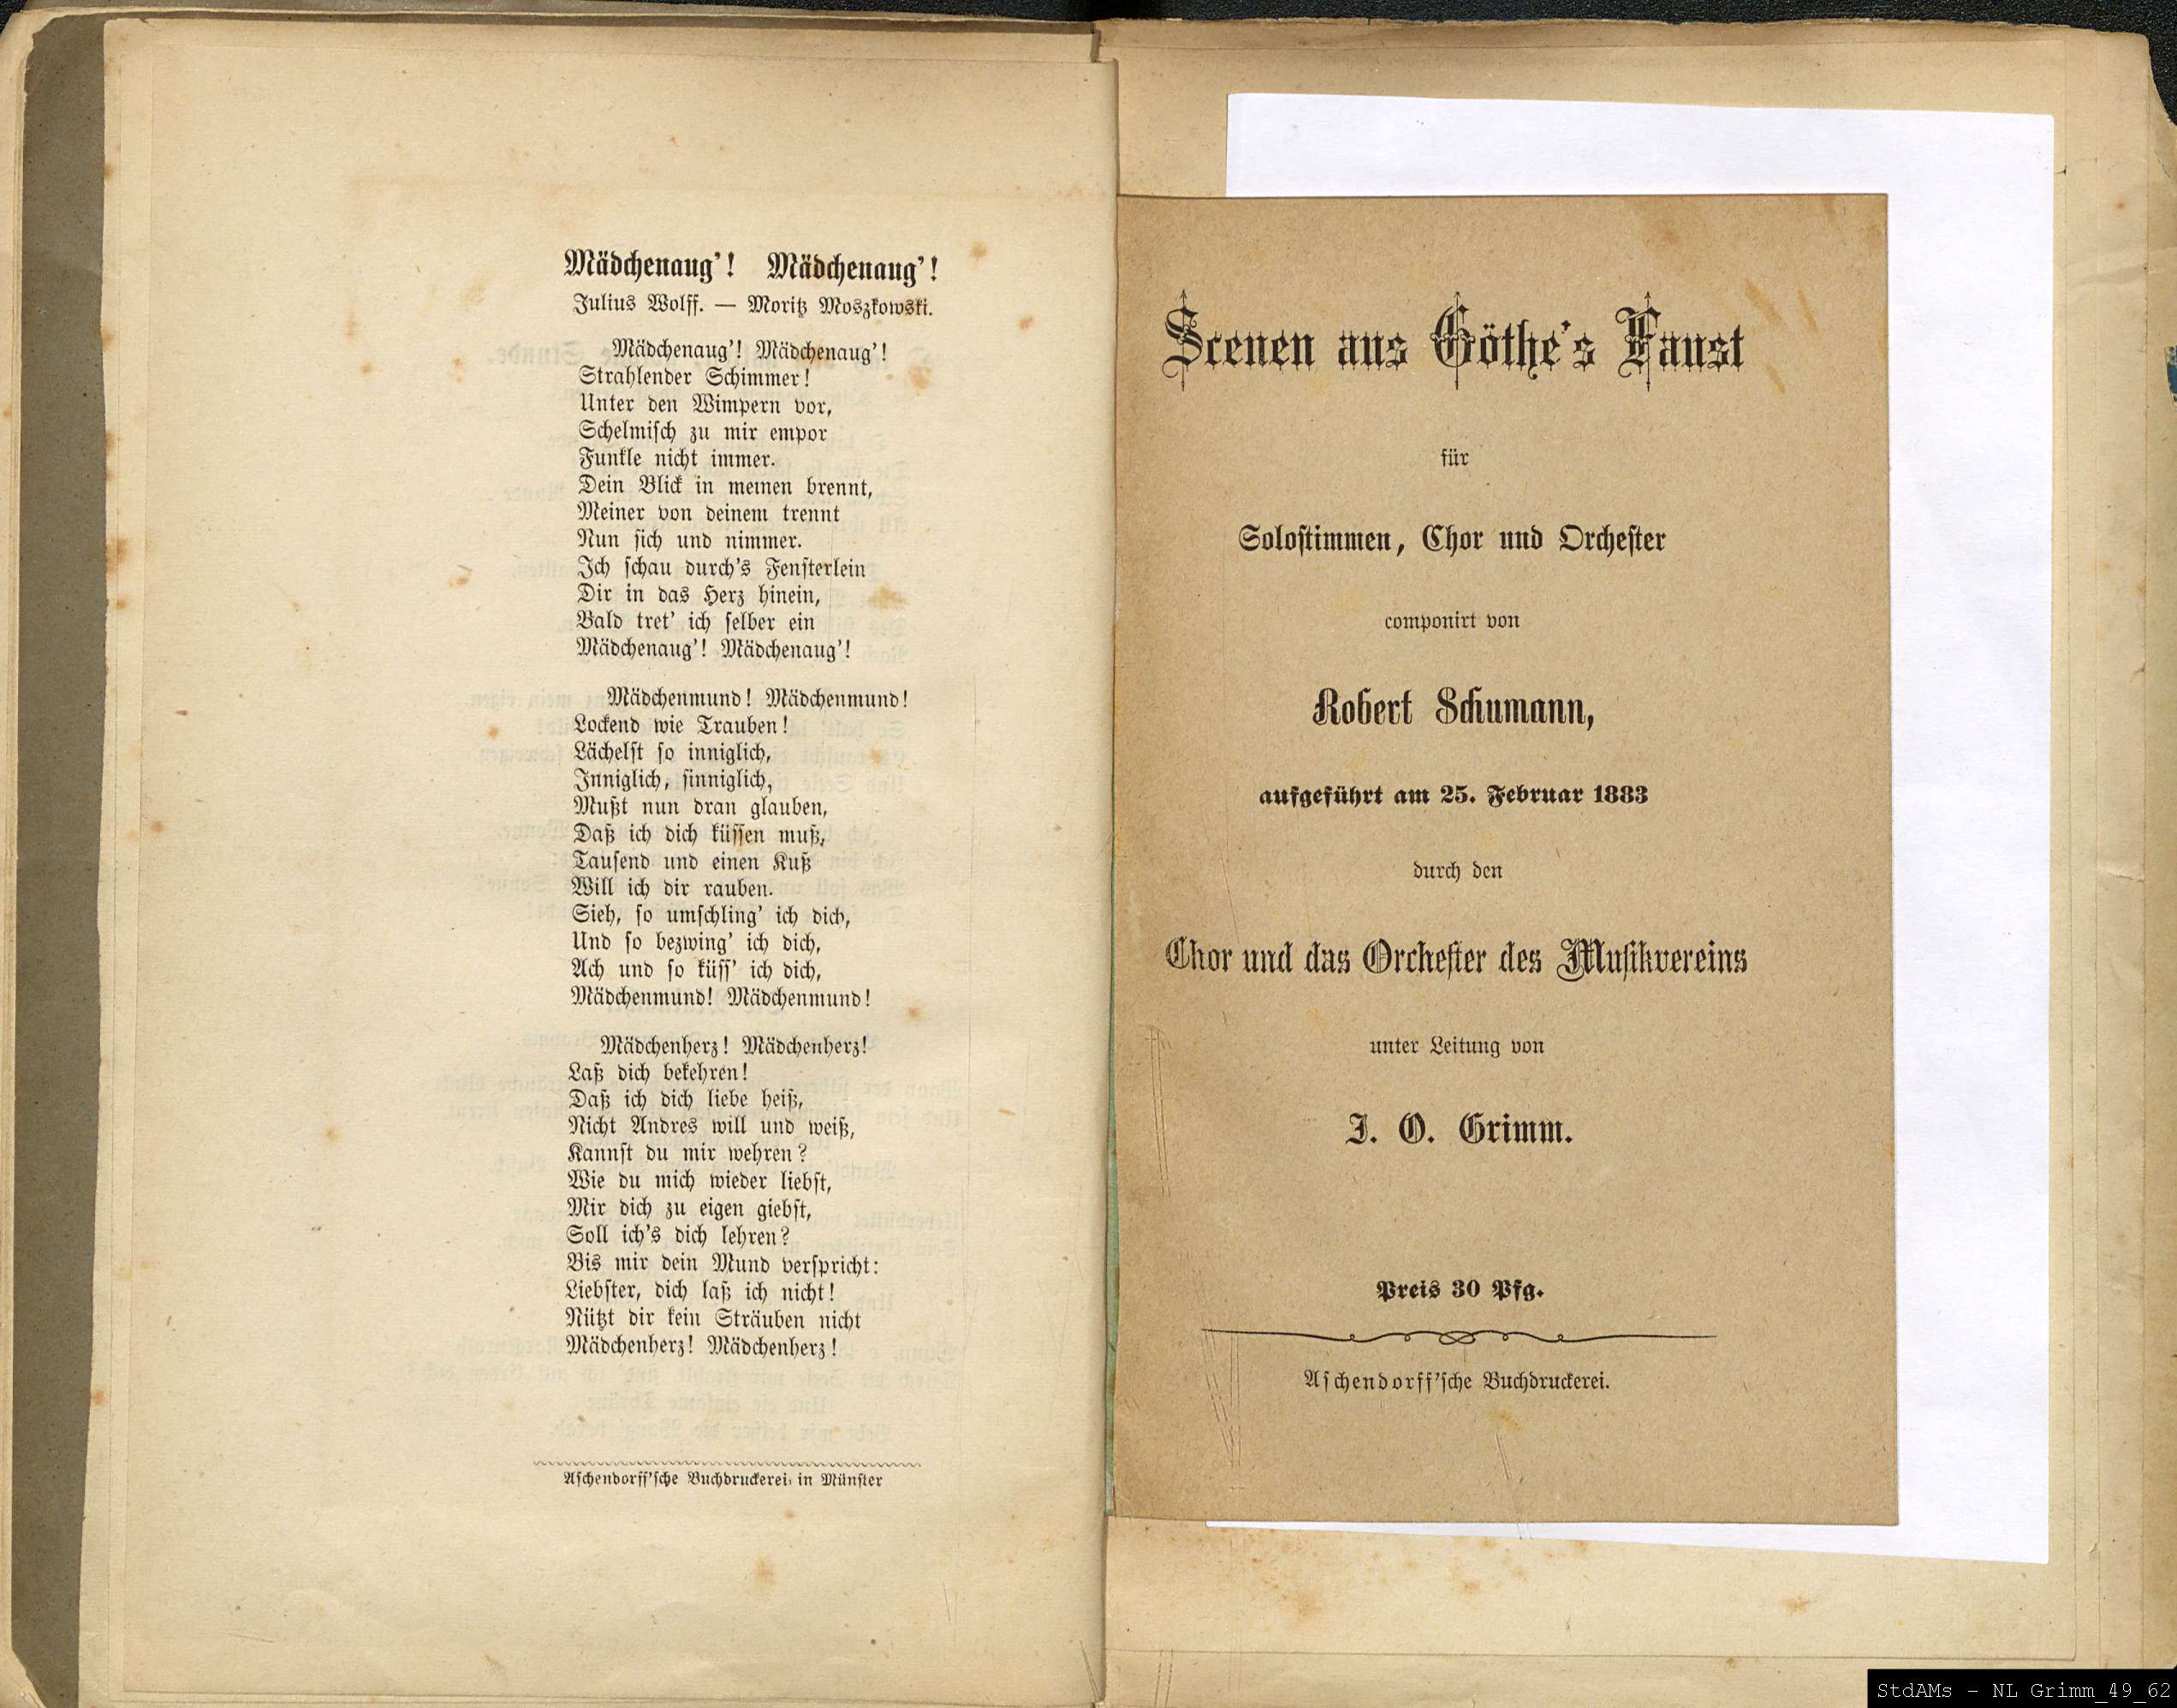 Mädchenaug'! Mädchenaug'!
Julius Wolff. — Moritz Moszkowski.
Mädchenaug'! Mädchenaug'!
Strahlender Schimmer!
Unter den Wimpern vor,
Schelmisch zu mir empor
Funkle nicht immer.
Dein Blick in meinen brennt,
Meiner von deinem trennt
Nun sich und nimmer.
Ich schau durch's Fensterlein
Dir in das Herz hinein,
Bald tret' ich selber ein
Mädchenaug'! Mädchenaug'!
Mädchenmund! Mädchenmund!
Lockend wie Trauben!
Lächelst so inniglich,
Inniglich, sinniglich,
Mußt nun dran glauben,
Daß ich dich küssen muß,
Tausend und einen Kuß
Will ich dir rauben.
Sieh, so umschling' ich dich,
Und so bezwing' ich dich,
Ach und so küss' ich dich,
Mädchenmund! Mädchenmund!
Mädchenherz! Mädchenherz!
Laß dich bekehren!
Daß ich dich liebe heiß,
Nicht Andres will und weiß,
Kannst du mir wehren?
Wie du mich wieder liebst,
Mir dich zu eigen giebst,
Soll ich's dich lehren?
Bis mir dein Mund verspricht:
Liebster, dich laß ich nicht!
Nützt dir kein Sträuben nicht
Mädchenherz! Mädchenherz!
Aschendorff'sche Buchdruckerei in Münster
Scenen aus Göthe's Faust
für
Solostimmen, Chor und Orchester
componirt von
Robert Schumann,
aufgeführt am 25. Februar 1883
durch den
Chor und das Orchester des Musikvereins
unter Leitung von
J. O. Grimm.
Preis 30 Pfg.
Aschendorff'sche Buchdruckerei.
StdAMs - NL Grimm_49_62